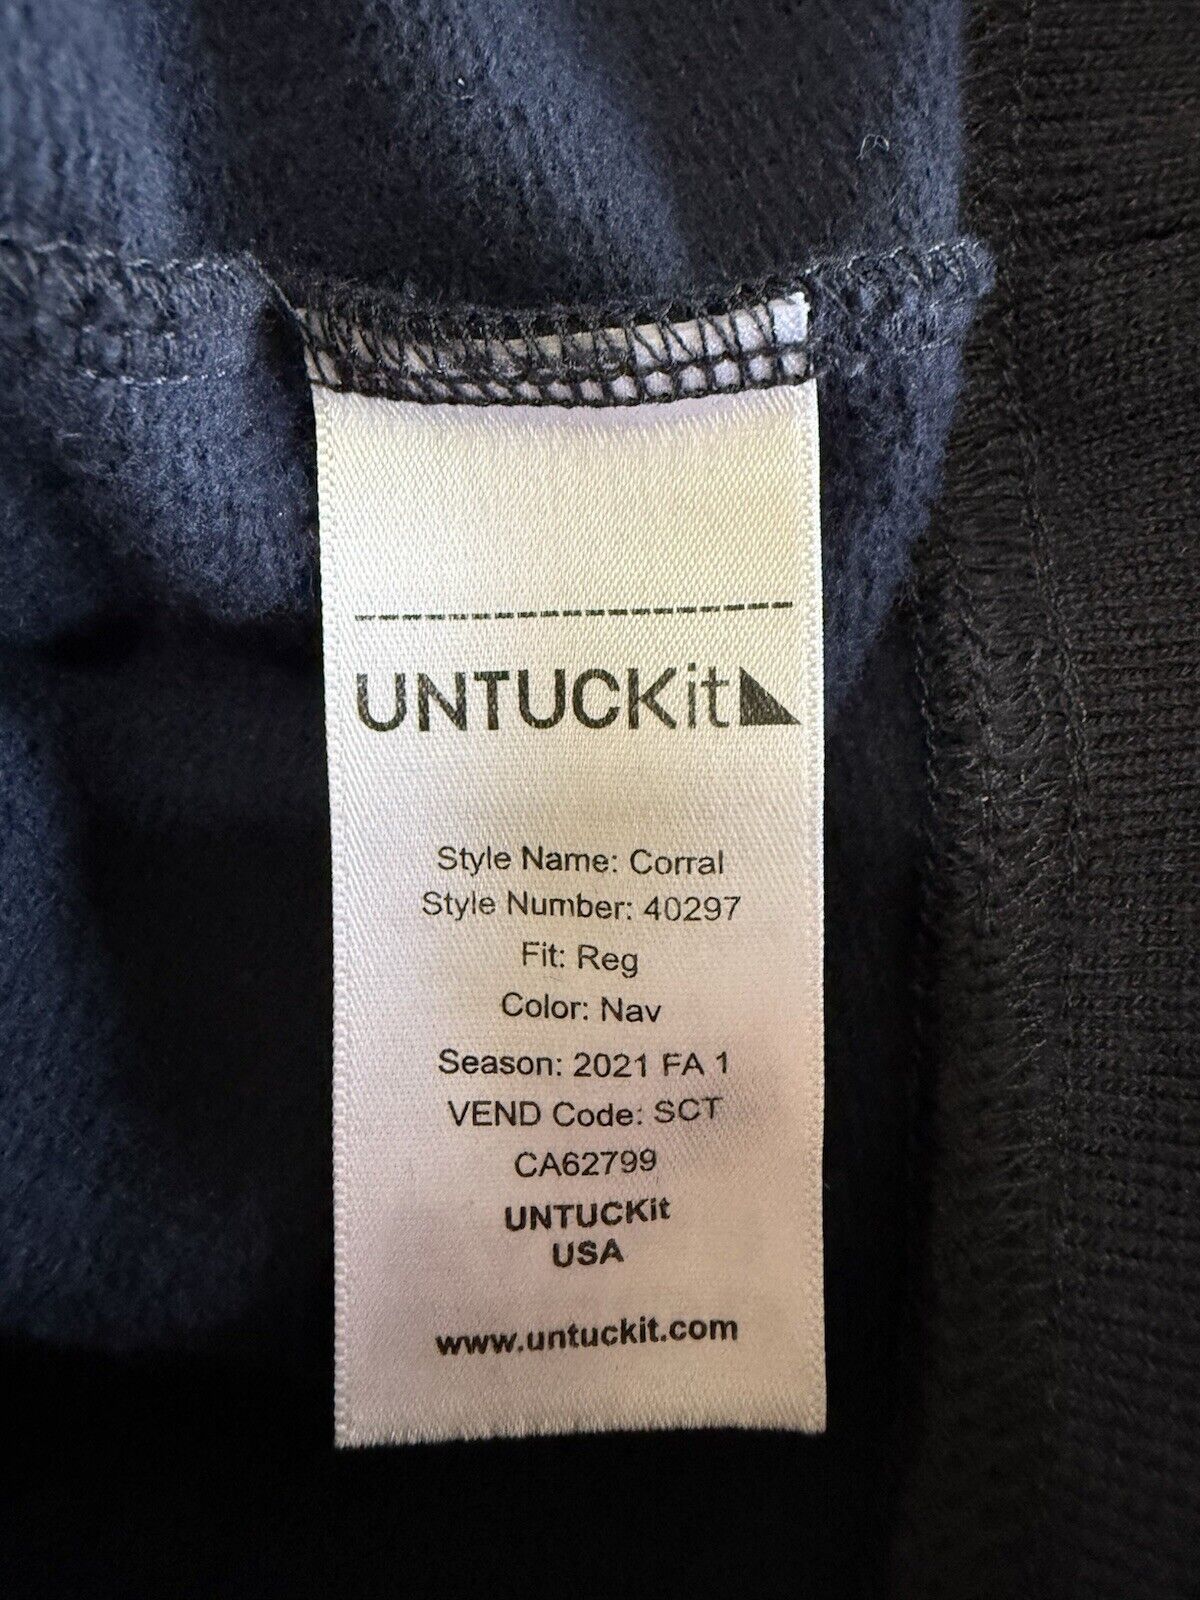 UNTUCKit
Style Name: Corral
Style Number: 40297
Fit: Reg
Color: Nav
Season: 2021 FA 1
VEND Code: SCT
CA62799
UNTUCKit
USA
www.untuckit.com